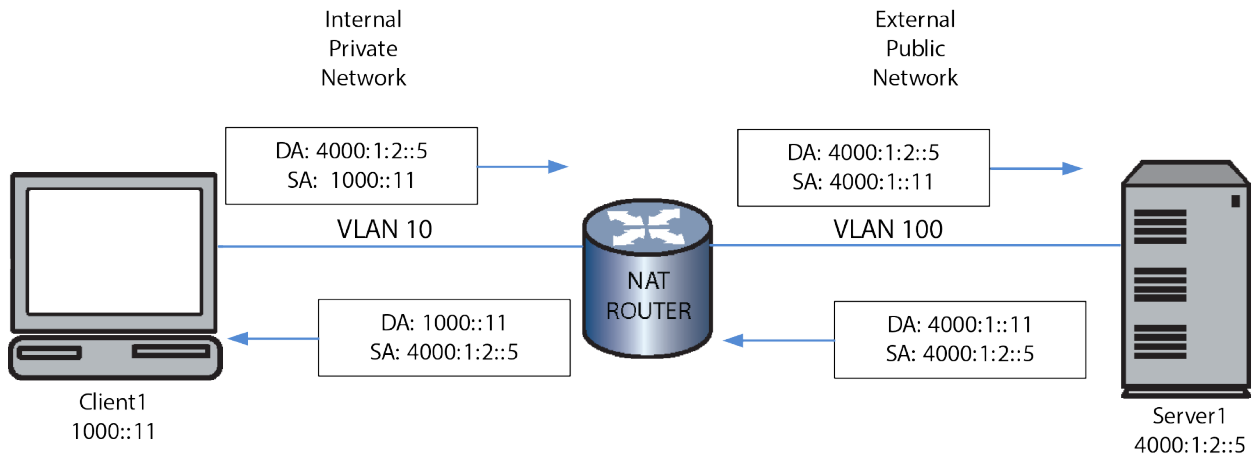 Internal
Private
Network
External
Public
Network
DA: 4000:1:2::5
SA: 1000::11
DA: 4000:1:2::5
SA: 4000:1::11
VLAN 10
VLAN 100
NAT
ROUTER
DA: 1000::11
SA: 4000:1:2::5
DA: 4000:1::11
SA: 4000:1:2::5
Client1
1000::11
Server1
4000:1:2::5